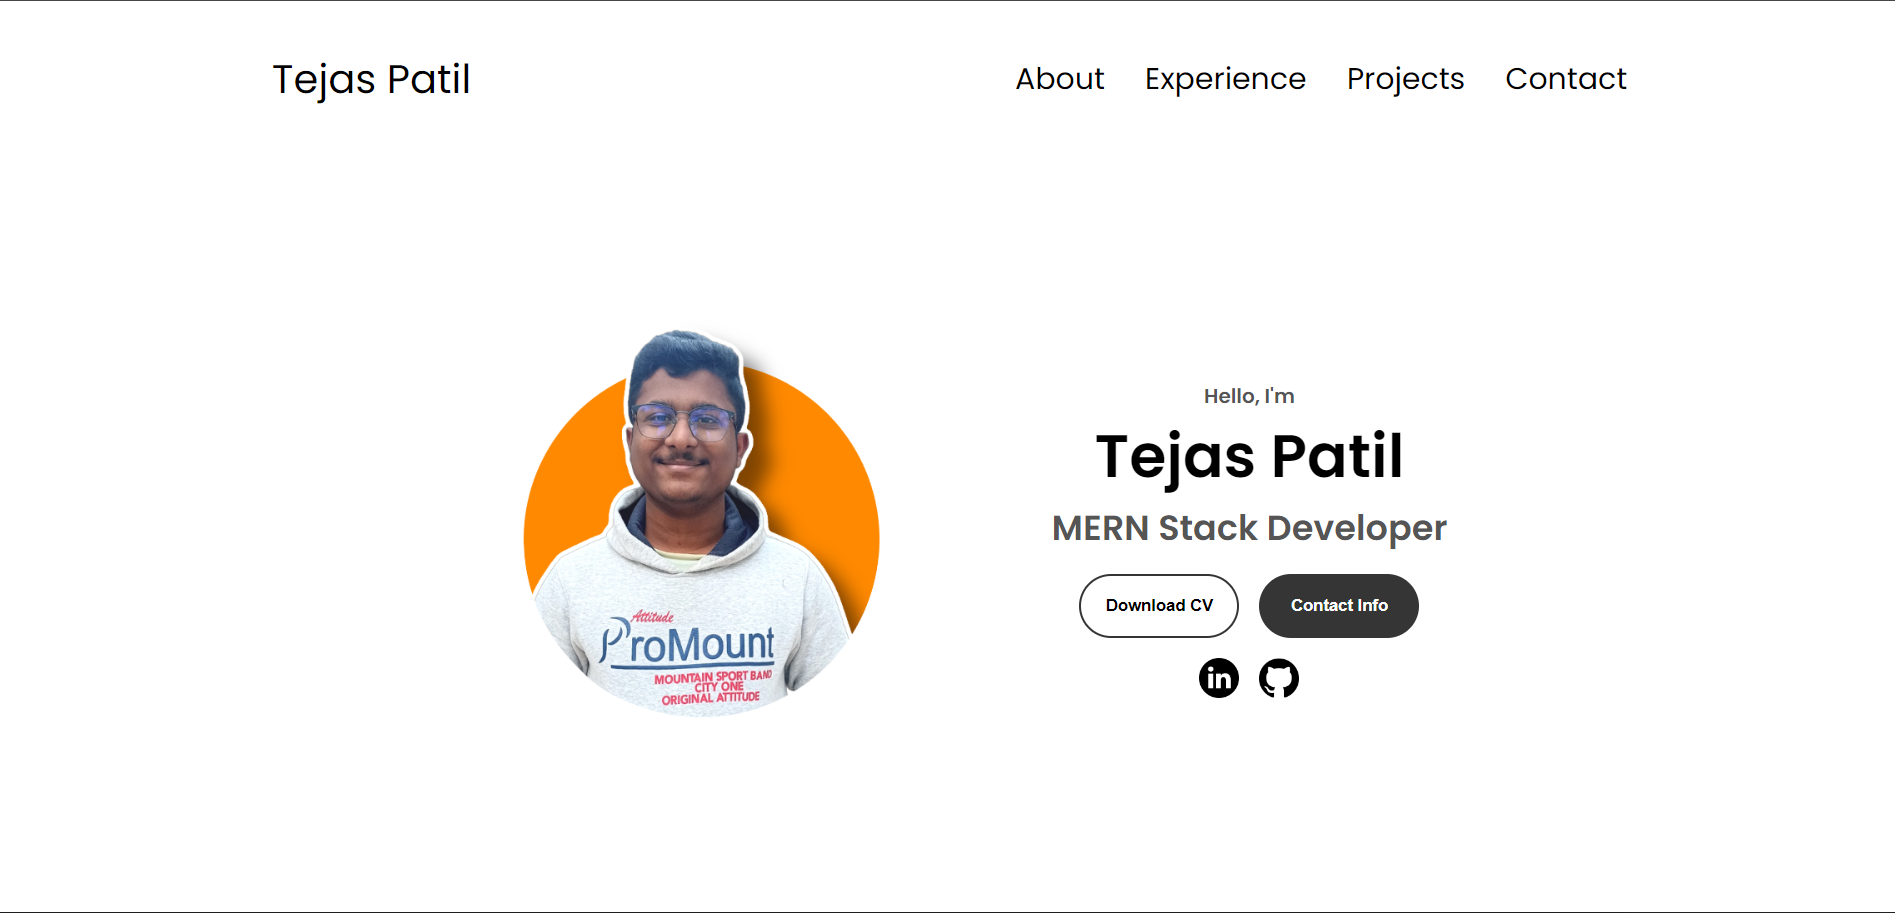 Tejas Patil
About Experience Projects Contact
Hello, I'm
Tejas Patil
MERN Stack Developer
Download CV Contact Info
in
Attitude
ProMount
MOUNTAIN SPORT BAND
CITY ONE
ORIGINAL ATTITUDE